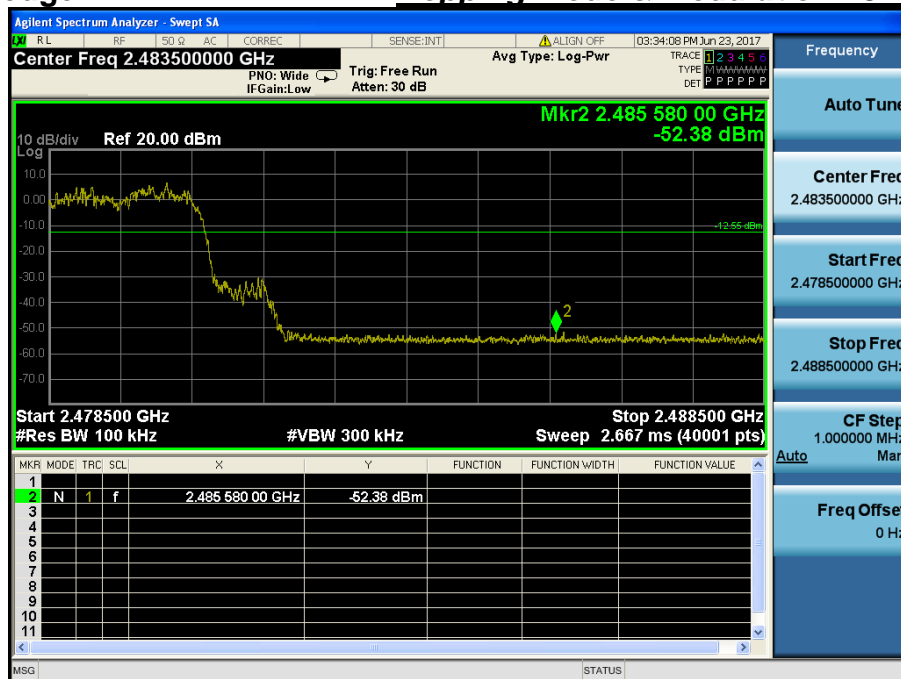 Agilent Spectrum Analyzer - Swept SA
LXI RL RF 50 Ω AC CORREC SENSE:INT ALIGN OFF 03:34:08 PM Jun 23, 2017
Center Freq 2.483500000 GHz
PNO: Wide
IFGain:Low
Trig: Free Run
Atten: 30 dB
Avg Type: Log-Pwr
TRACE 1 2 3 4 5 6
TYPE M WWWWW
DET P P P P P P
Mkr2 2.485 580 00 GHz
-52.38 dBm
10 dB/div Ref 20.00 dBm
Log
10.0
0.00
-10.0
-12.55 dBm
-20.0
-30.0
-40.0
2
-50.0
-60.0
-70.0
Start 2.478500 GHz Stop 2.488500 GHz
#Res BW 100 kHz #VBW 300 kHz Sweep 2.667 ms (40001 pts)
MKR MODE TRC SCL X Y FUNCTION FUNCTION WIDTH FUNCTION VALUE
1
2 N 1 f 2.485 580 00 GHz -52.38 dBm
3
4
5
6
7
8
9
10
11
MSG STATUS
Frequency
Auto Tune
Center Freq
2.483500000 GHz
Start Freq
2.478500000 GHz
Stop Freq
2.488500000 GHz
CF Step
1.000000 MHz
Auto Man
Freq Offset
0 Hz